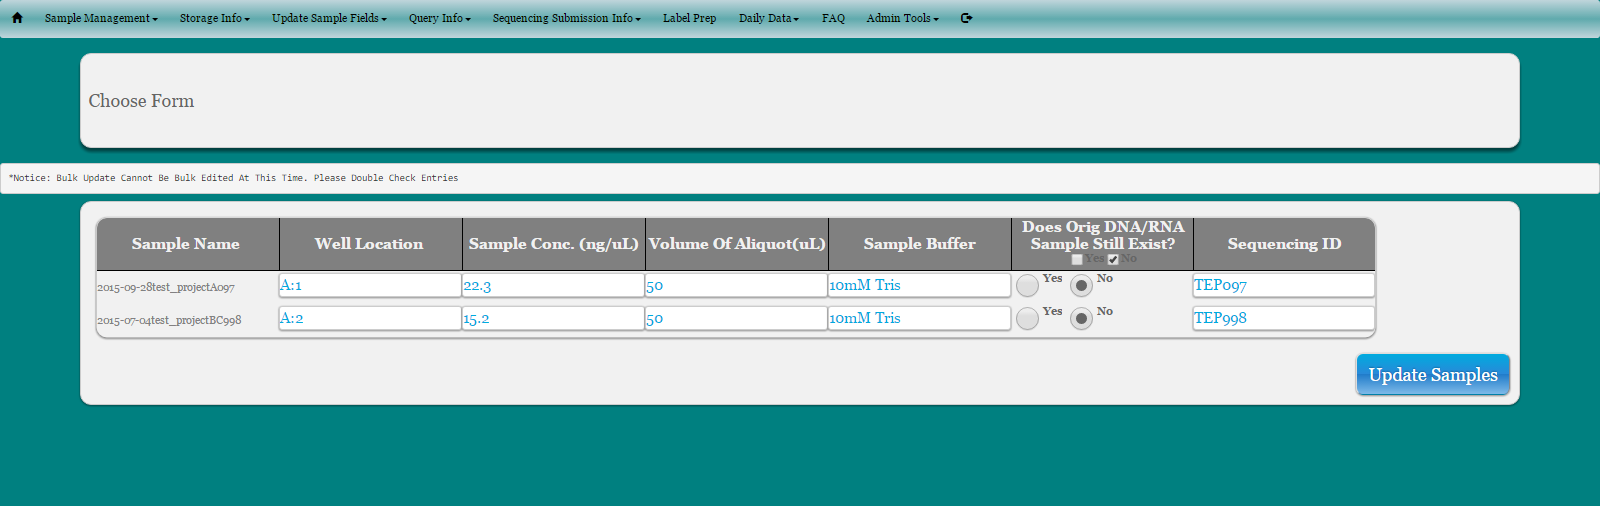 Sample Management Storage Info Update Sample Fields Query Info Sequencing Submission Info Label Prep Daily Data FAQ Admin Tools
Choose Form
*Notice: Bulk Update Cannot Be Bulk Edited At This Time. Please Double Check Entries
Sample Name Well Location Sample Conc. (ng/uL) Volume Of Aliquot(uL) Sample Buffer Does Orig DNA/RNA Sequencing ID
Sample Still Exist?
Yes No
2015-09-28test_projectA097 A:1 22.3 50 10mM Tris Yes No TEP097
2015-07-04test_projectBC998 A:2 15.2 50 10mM Tris Yes No TEP998
Update Samples